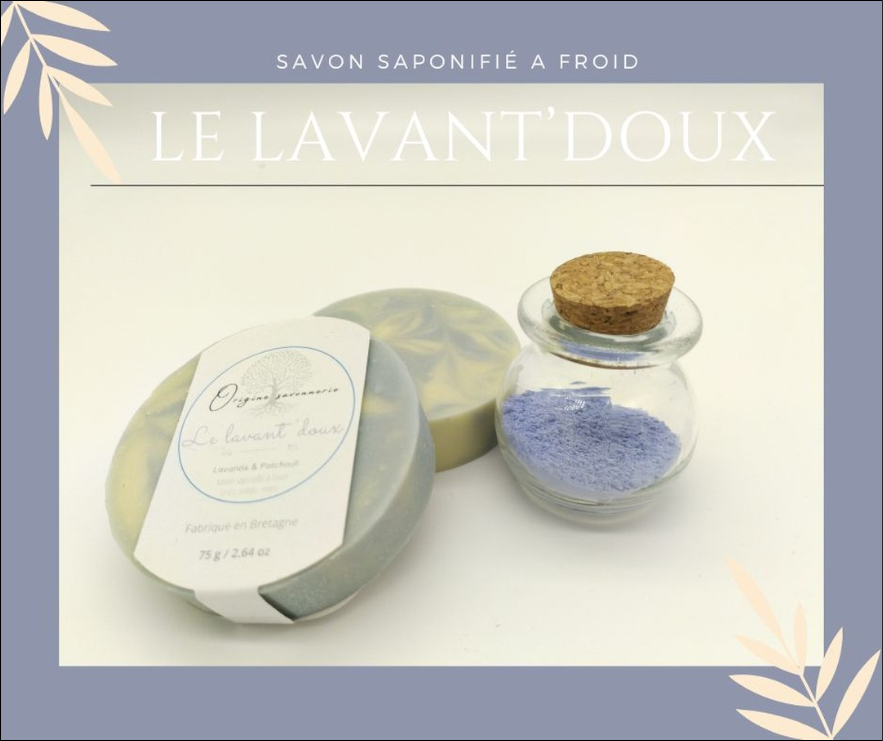 SAVON SAPONIFIÉ A FROID
LE LAVANT'DOUX
Origine savonnerie
Le lavant'doux
Lavande & Patchouli
Fabriqué en Bretagne
75 g / 2.64 oz